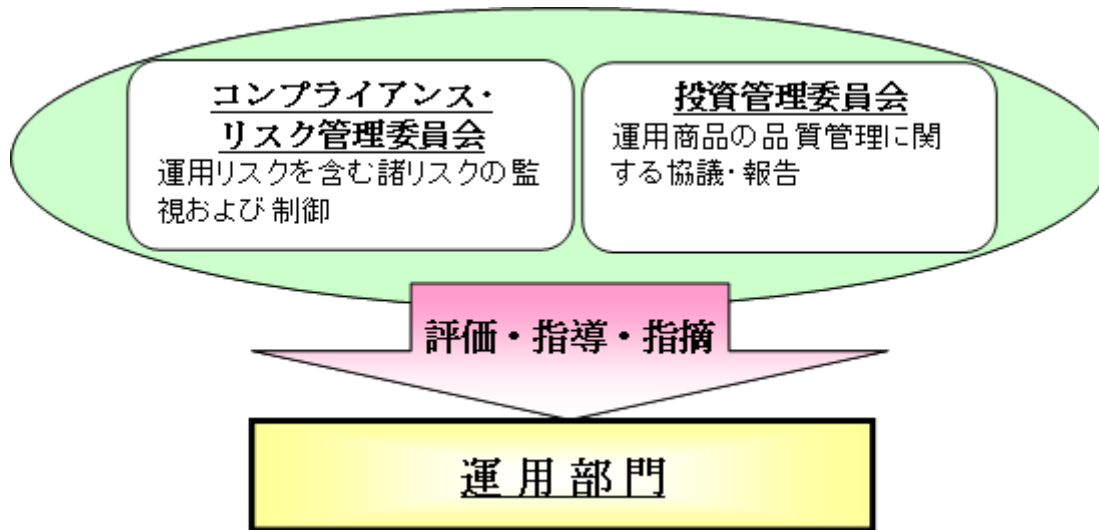 コンプライアンス・
リスク管理委員会
運用リスクを含む諸リスクの監
視および制御
投資管理委員会
運用商品の品質管理に関
する協議・報告
評価・指導・指摘
運用部門